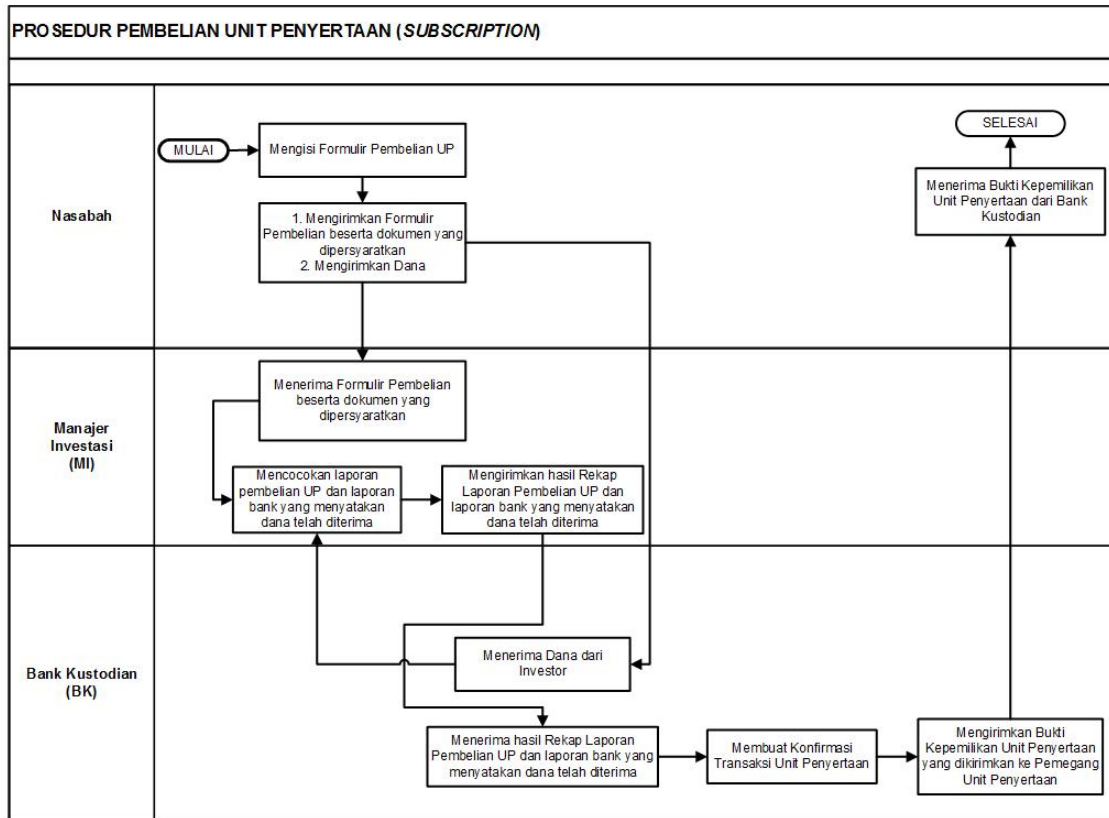 PROSEDUR PEMBELIAN UNIT PENYERTAAN (SUBSCRIPTION)
Nasabah
MULAI
Mengisi Formulir Pembelian UP
1. Mengirimkan Formulir
Pembelian beserta dokumen yang
dipersyaratkan
2. Mengirimkan Dana
SELESAI
Menerima Bukti Kepemilikan
Unit Penyertaan dari Bank
Kustodian
Manajer
Investasi
(MI)
Menerima Formulir Pembelian
beserta dokumen yang
dipersyaratkan
Mencocokan laporan
pembelian UP dan laporan
bank yang menyatakan
dana telah diterima
Mengirimkan hasil Rekap
Laporan Pembelian UP dan
laporan bank yang menyatakan
dana telah diterima
Bank Kustodian
(BK)
Menerima Dana dari
Investor
Menerima hasil Rekap Laporan
Pembelian UP dan laporan bank yang
menyatakan dana telah diterima
Membuat Konfirmasi
Transaksi Unit Penyertaan
Mengirimkan Bukti
Kepemilikan Unit Penyertaan
yang dikirimkan ke Pemegang
Unit Penyertaan